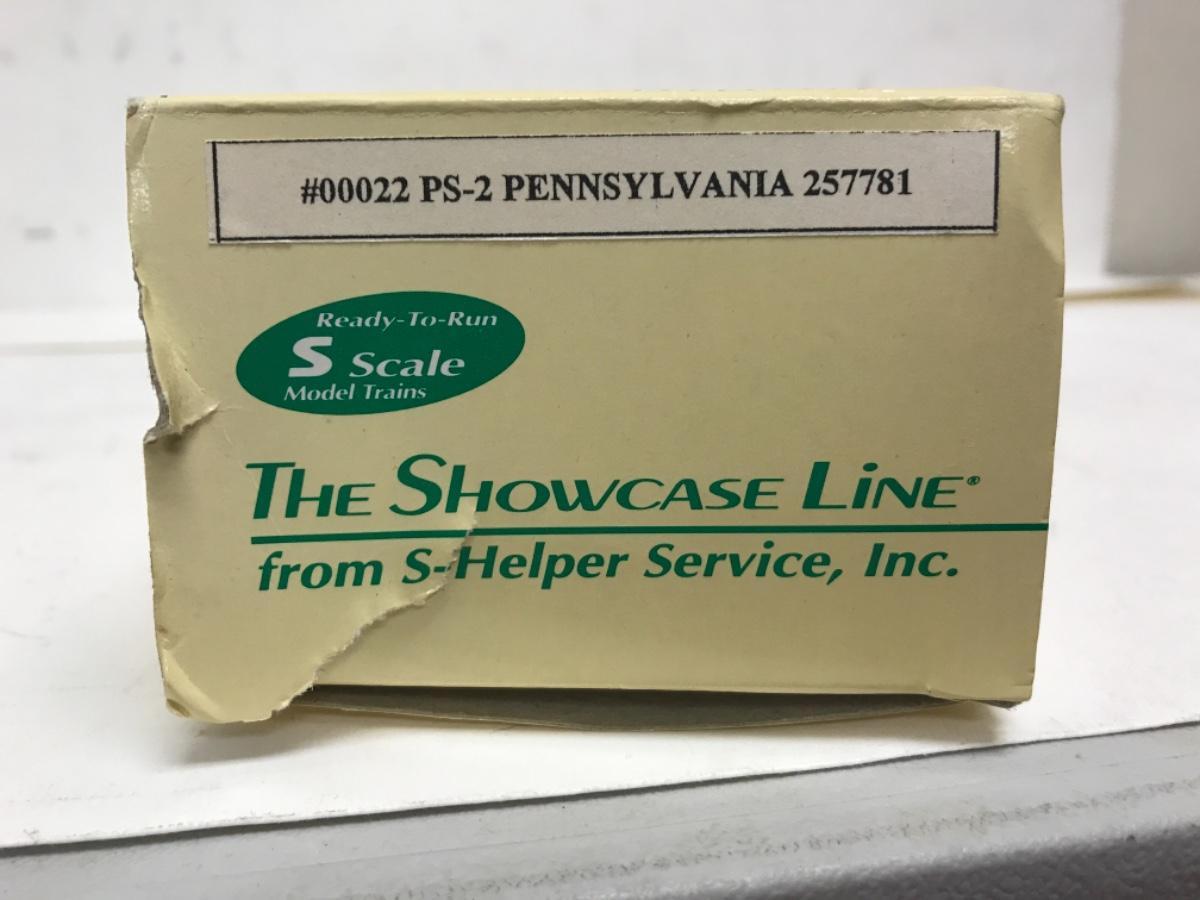 #00022 PS-2 PENNSYLVANIA 257781
Ready-To-Run
S Scale
Model Trains
THE SHOWCASE LINE®
from S-Helper Service, Inc.